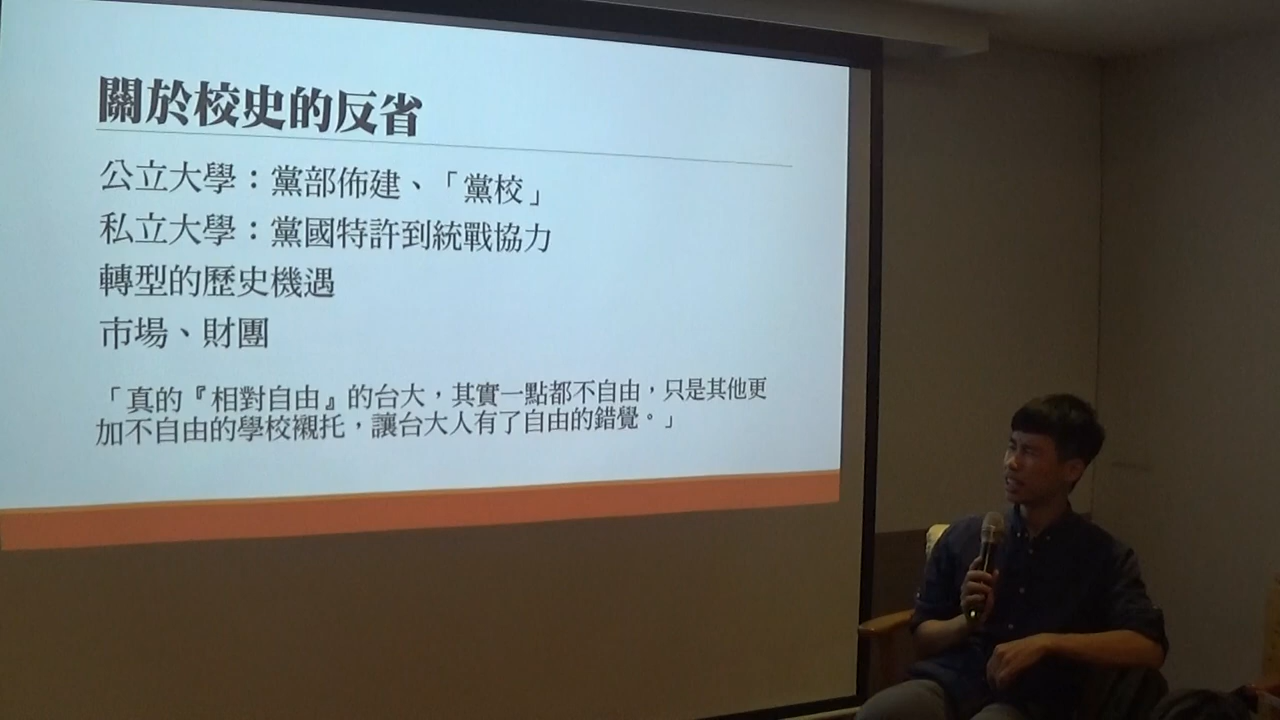 關於校史的反省
公立大學：黨部佈建、「黨校」
私立大學：黨國特許到統戰協力
轉型的歷史機遇
市場、財團
「真的『相對自由』的台大，其實一點都不自由，只是其他更
加不自由的學校襯托，讓台大人有了自由的錯覺。」